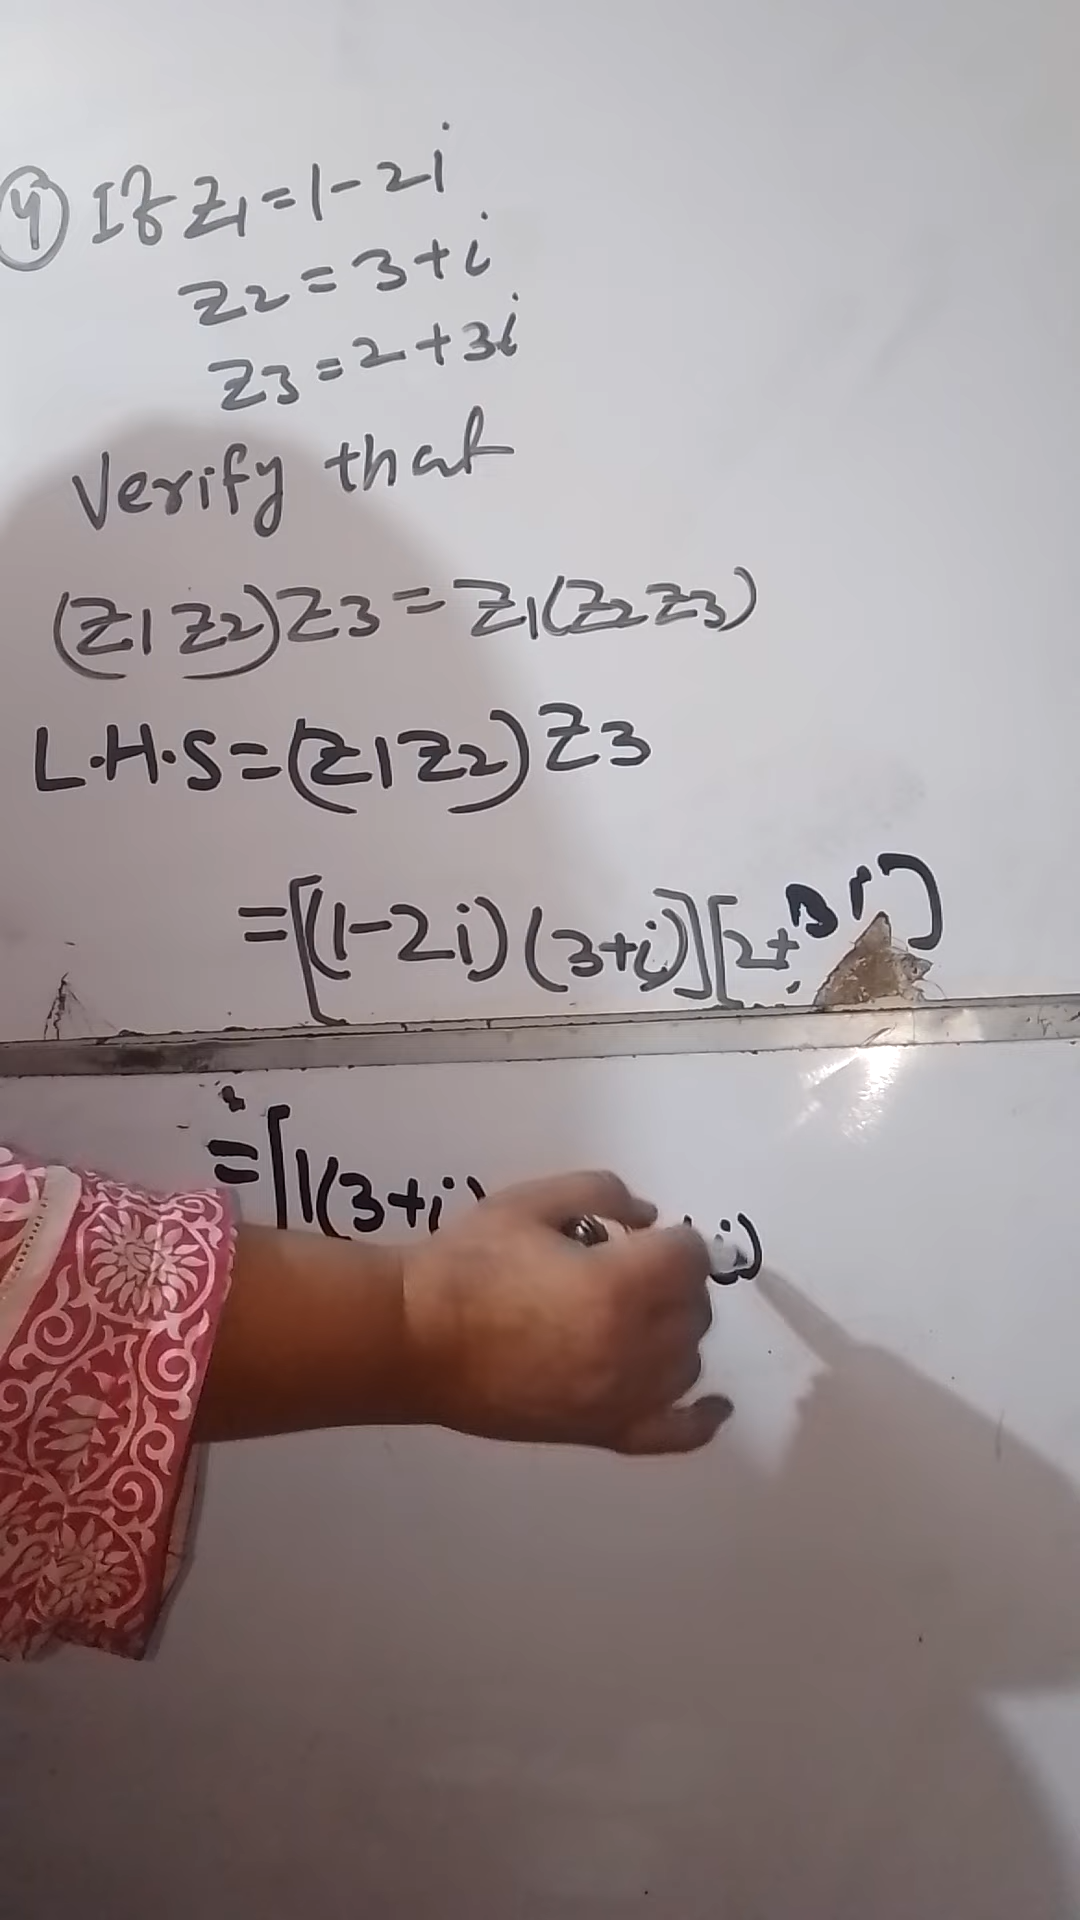 ④ If Z1 = 1 - 2i
Z2 = 3 + i
Z3 = 2 + 3i
Verify that
(Z1 Z2) Z3 = Z1 (Z2 Z3)
L.H.S = (Z1 Z2) Z3
= [(1-2i) (3+i)] [2+3i]
= [1(3+i) i)